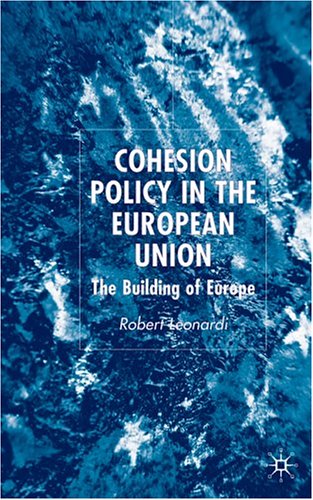 COHESION
POLICY IN THE
EUROPEAN
UNION
The Building of Europe
Robert Leonardi